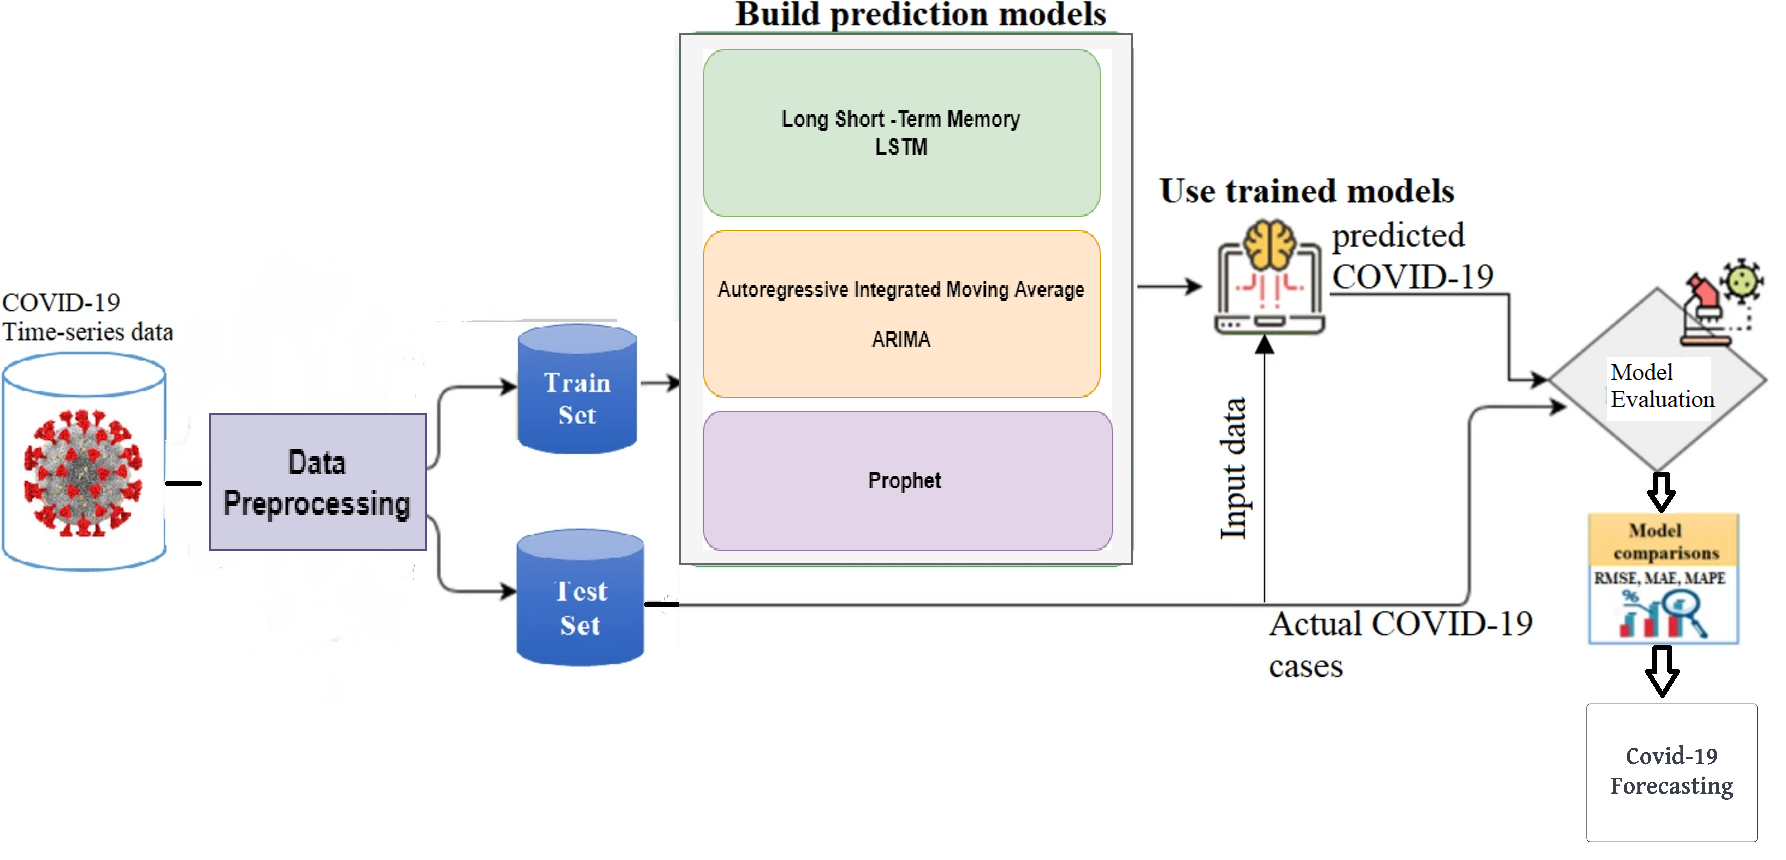 Build prediction models
Long Short -Term Memory
LSTM
Autoregressive Integrated Moving Average
ARIMA
Prophet
COVID-19
Time-series data
Data
Preprocessing
Train
Set
Test
Set
Use trained models
predicted
COVID-19
Input data
Actual COVID-19
cases
Model
Evaluation
Model
comparisons
RMSE, MAE, MAPE
%
Covid-19
Forecasting